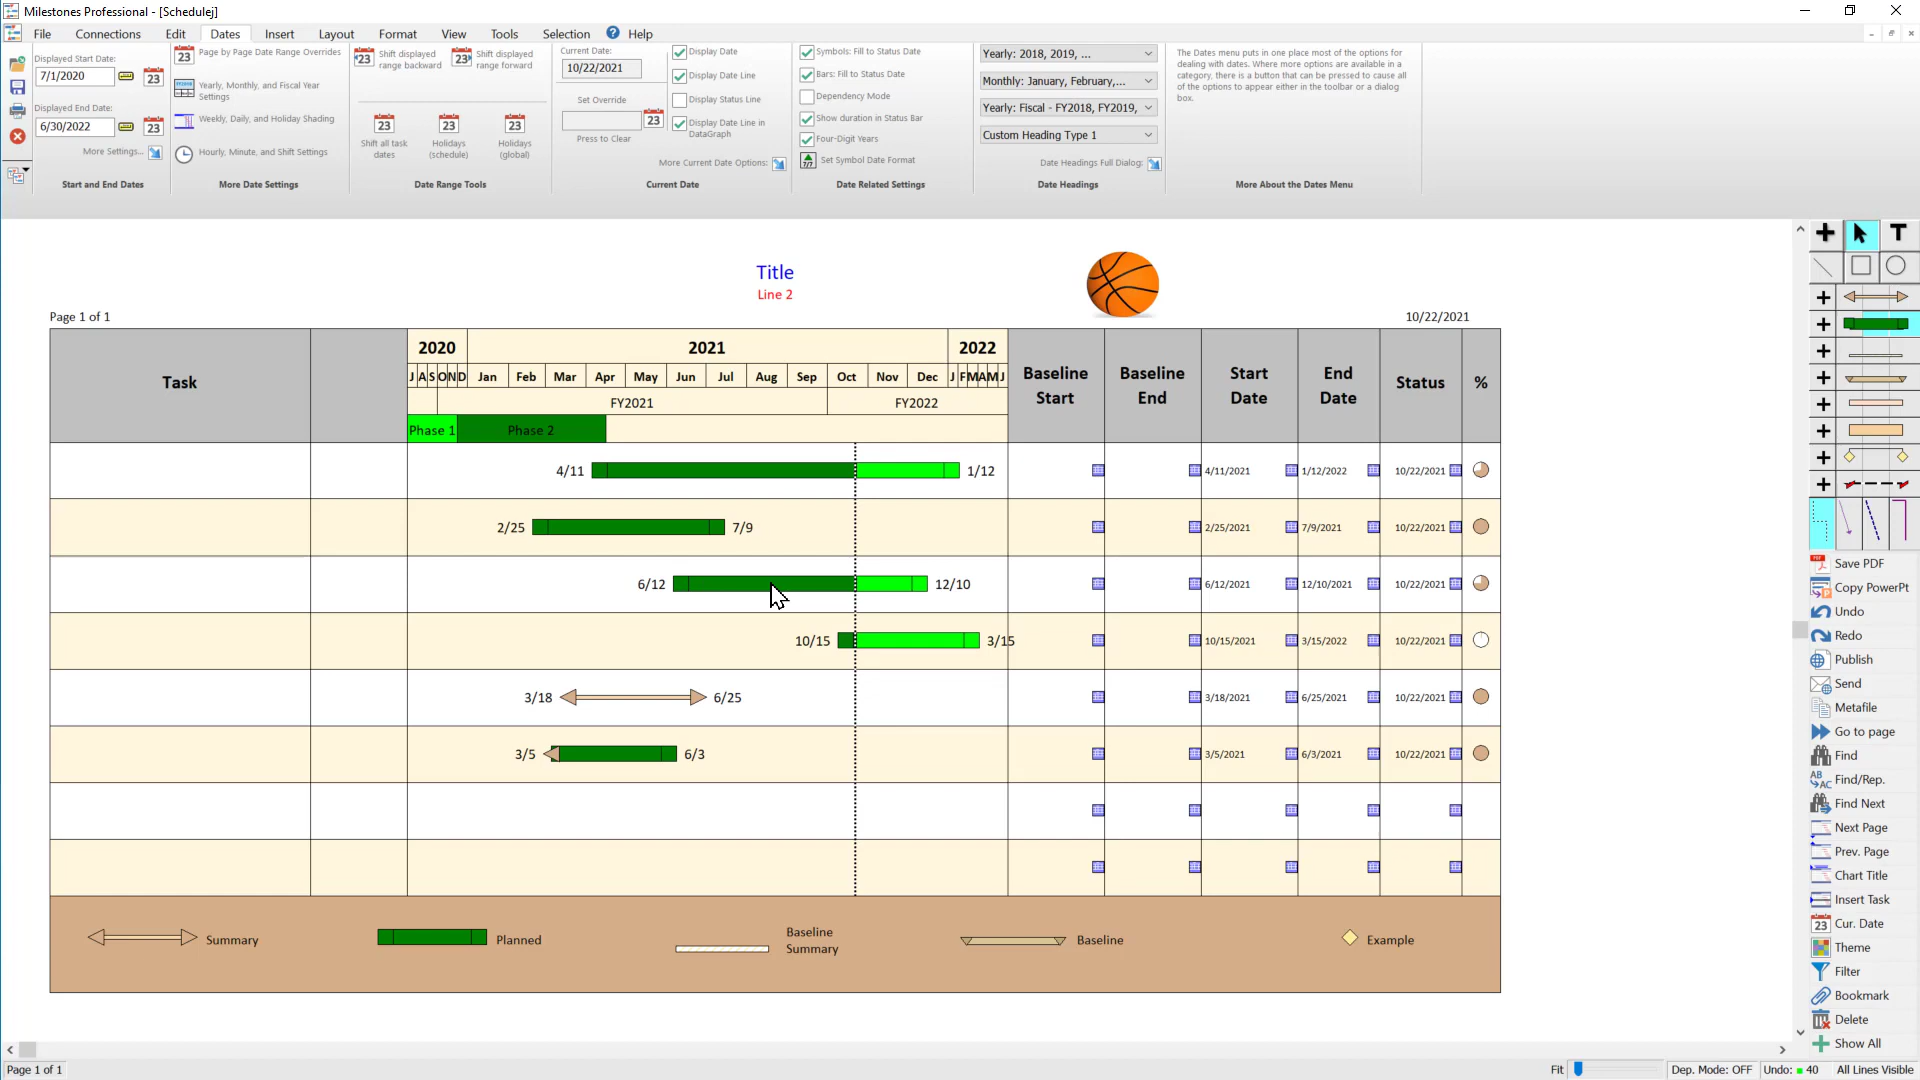 Milestones Professional - [Schedulej]
File Connections Edit Dates Insert Layout Format View Tools Selection Help
Displayed Start Date:
7/1/2020
Displayed End Date:
6/30/2022
More Settings...
Start and End Dates
Page by Page Date Range Overrides
Yearly, Monthly, and Fiscal Year
Settings
Weekly, Daily, and Holiday Shading
Hourly, Minute, and Shift Settings
More Date Settings
Shift displayed
range backward
Shift displayed
range forward
Shift all task
dates
Holidays
(schedule)
Holidays
(global)
Date Range Tools
Current Date:
10/22/2021
Set Override
Press to Clear
Display Date
Display Date Line
Display Status Line
Display Date Line in
DataGraph
More Current Date Options:
Current Date
Symbols: Fill to Status Date
Bars: Fill to Status Date
Dependency Mode
Show duration in Status Bar
Four-Digit Years
Set Symbol Date Format
Date Related Settings
Yearly: 2018, 2019, ...
Monthly: January, February,...
Yearly: Fiscal - FY2018, FY2019,
Custom Heading Type 1
Date Headings Full Dialog:
Date Headings
The Dates menu puts in one place most of the options for
dealing with dates. Where more options are available in a
category, there is a button that can be pressed to cause all
of the options to appear either in the toolbar or a dialog
box.
More About the Dates Menu
Title
Line 2
Page 1 of 1
10/22/2021
Task
2020 2021 2022
J A S O N D Jan Feb Mar Apr May Jun Jul Aug Sep Oct Nov Dec J F M A M J
FY2021 FY2022
Phase 1 Phase 2
Baseline
Start
Baseline
End
Start
Date
End
Date
Status
%
4/11 1/12 4/11/2021 1/12/2022 10/22/2021
2/25 7/9 2/25/2021 7/9/2021 10/22/2021
6/12 12/10 6/12/2021 12/10/2021 10/22/2021
10/15 3/15 10/15/2021 3/15/2022 10/22/2021
3/18 6/25 3/18/2021 6/25/2021 10/22/2021
3/5 6/3 3/5/2021 6/3/2021 10/22/2021
Summary
Planned
Baseline
Summary
Baseline
Example
T
Save PDF
Copy PowerPt
Undo
Redo
Publish
Send
Metafile
Go to page
Find
Find/Rep.
Find Next
Next Page
Prev. Page
Chart Title
Insert Task
Cur. Date
Theme
Filter
Bookmark
Delete
Show All
Page 1 of 1
Fit
Dep. Mode: OFF
Undo: 40
All Lines Visible